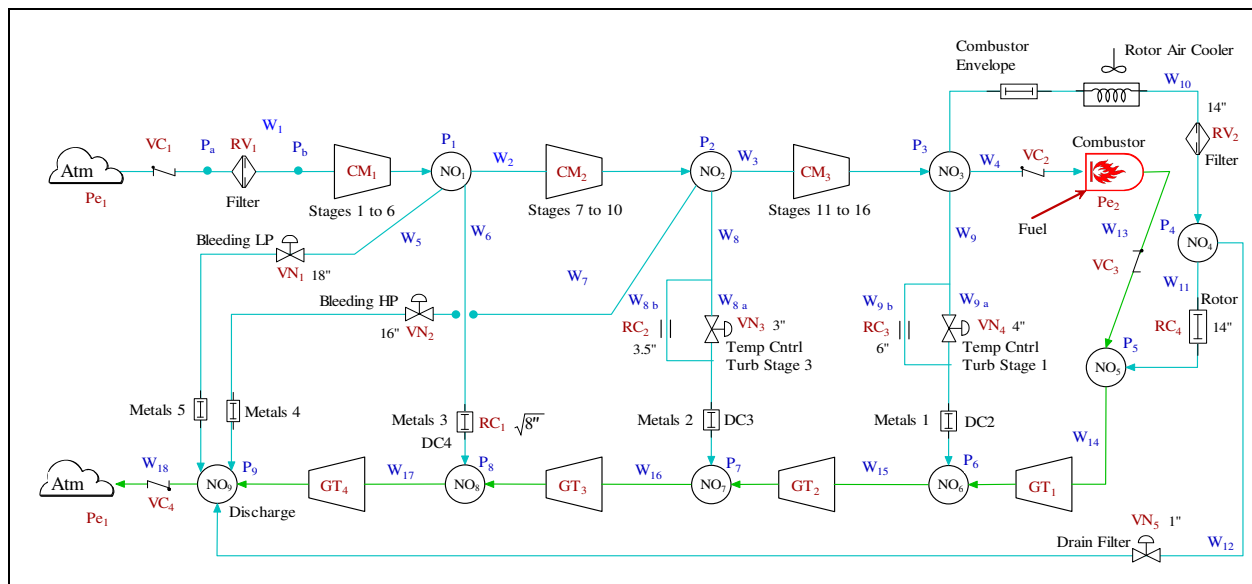 Combustor
Envelope
Rotor Air Cooler
W10
14"
RV2
Filter
W1
VC1
Pa
RV1
Pb
Atm
Pe1
Filter
CM1
Stages 1 to 6
P1
NO1
W2
CM2
Stages 7 to 10
P2
NO2
W3
CM3
Stages 11 to 16
P3
NO3
W4
VC2
Combustor
Pe2
Fuel
W5
W6
Bleeding LP
VN1 18"
W7
W8
W9
W13
VC3
P4
NO4
W11
Bleeding HP
16" VN2
W8 b
W8 a
RC2
3.5"
VN3 3"
Temp Cntrl
Turb Stage 3
W9 b
W9 a
RC3
6"
VN4 4"
Temp Cntrl
Turb Stage 1
Rotor
RC4
14"
P5
NO5
Metals 5
Metals 4
Metals 3
DC4
RC1
√8"
Metals 2
DC3
Metals 1
DC2
W14
Atm
Pe1
W18
VC4
P9
NO9
Discharge
GT4
W17
P8
NO8
GT3
W16
P7
NO7
GT2
W15
P6
NO6
GT1
Drain Filter
VN5 1"
W12